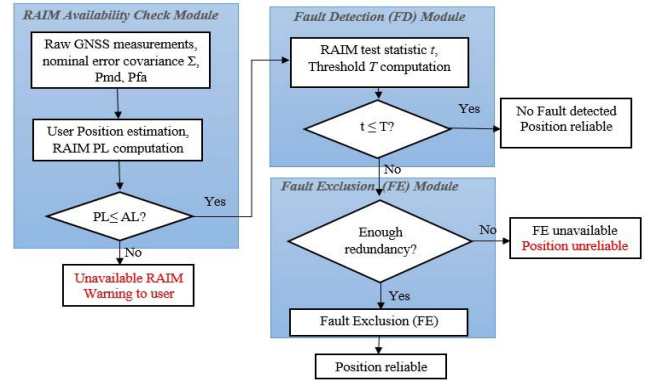 RAIM Availability Check Module
Raw GNSS measurements,
nominal error covariance Σ,
Pmd, Pfa
User Position estimation,
RAIM PL computation
PL≤ AL?
Yes
No
Unavailable RAIM
Warning to user
Fault Detection (FD) Module
RAIM test statistic t,
Threshold T computation
t ≤ T?
Yes
No Fault detected
Position reliable
No
Fault Exclusion (FE) Module
Enough
redundancy?
No
FE unavailable
Position unreliable
Yes
Fault Exclusion (FE)
Position reliable